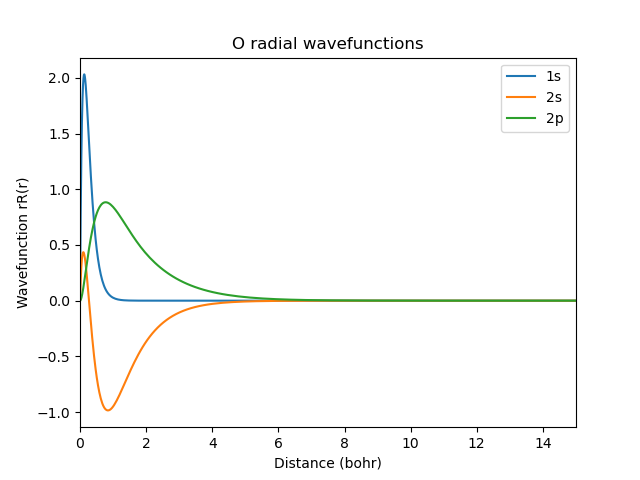 O radial wavefunctions
1s
2s
2p
Wavefunction rR(r)
2.0
1.5
1.0
0.5
0.0
−0.5
−1.0
0 2 4 6 8 10 12 14
Distance (bohr)